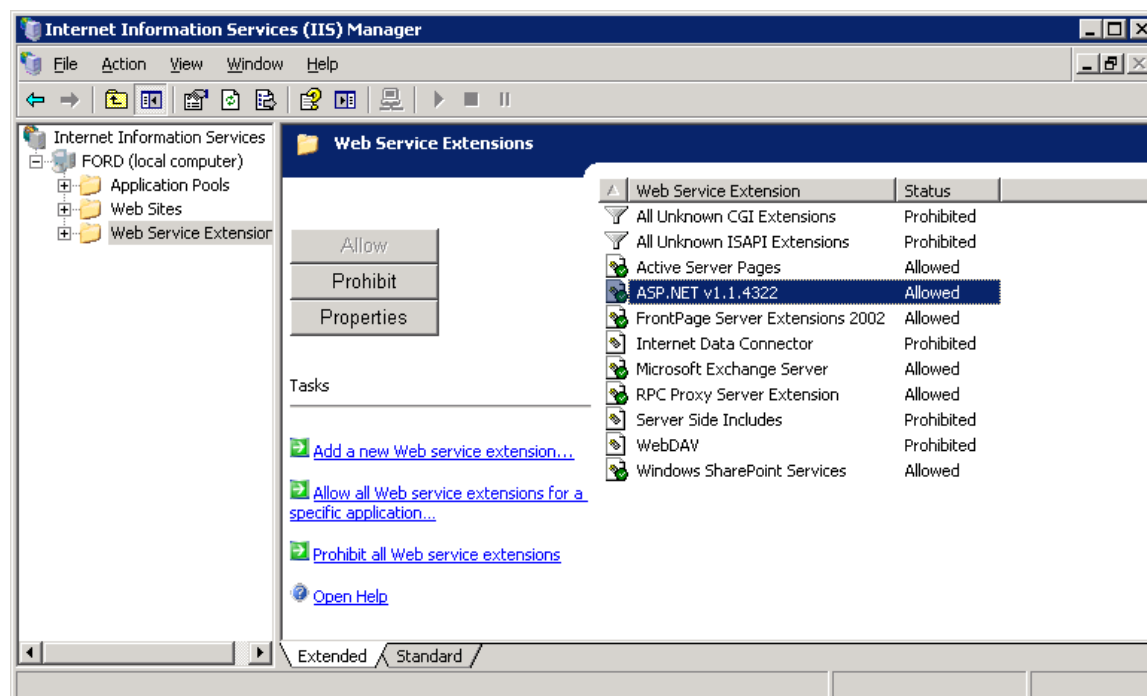 Internet Information Services (IIS) Manager
File Action View Window Help
Internet Information Services
FORD (local computer)
Application Pools
Web Sites
Web Service Extension
Web Service Extensions
Allow
Prohibit
Properties
Tasks
Add a new Web service extension...
Allow all Web service extensions for a
specific application...
Prohibit all Web service extensions
Open Help
Web Service Extension Status
All Unknown CGI Extensions Prohibited
All Unknown ISAPI Extensions Prohibited
Active Server Pages Allowed
ASP.NET v1.1.4322 Allowed
FrontPage Server Extensions 2002 Allowed
Internet Data Connector Prohibited
Microsoft Exchange Server Allowed
RPC Proxy Server Extension Allowed
Server Side Includes Prohibited
WebDAV Prohibited
Windows SharePoint Services Allowed
Extended Standard